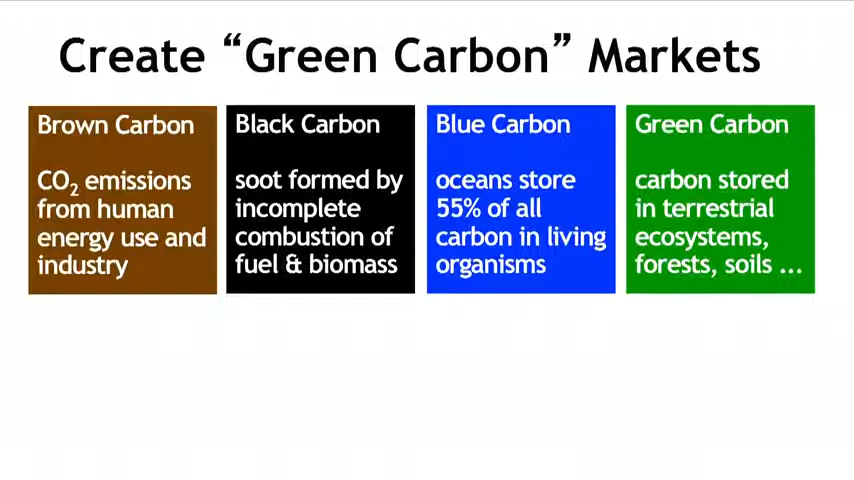 Create “Green Carbon” Markets
Brown Carbon
CO₂ emissions
from human
energy use and
industry
Black Carbon
soot formed by
incomplete
combustion of
fuel & biomass
Blue Carbon
oceans store
55% of all
carbon in living
organisms
Green Carbon
carbon stored
in terrestrial
ecosystems,
forests, soils ...